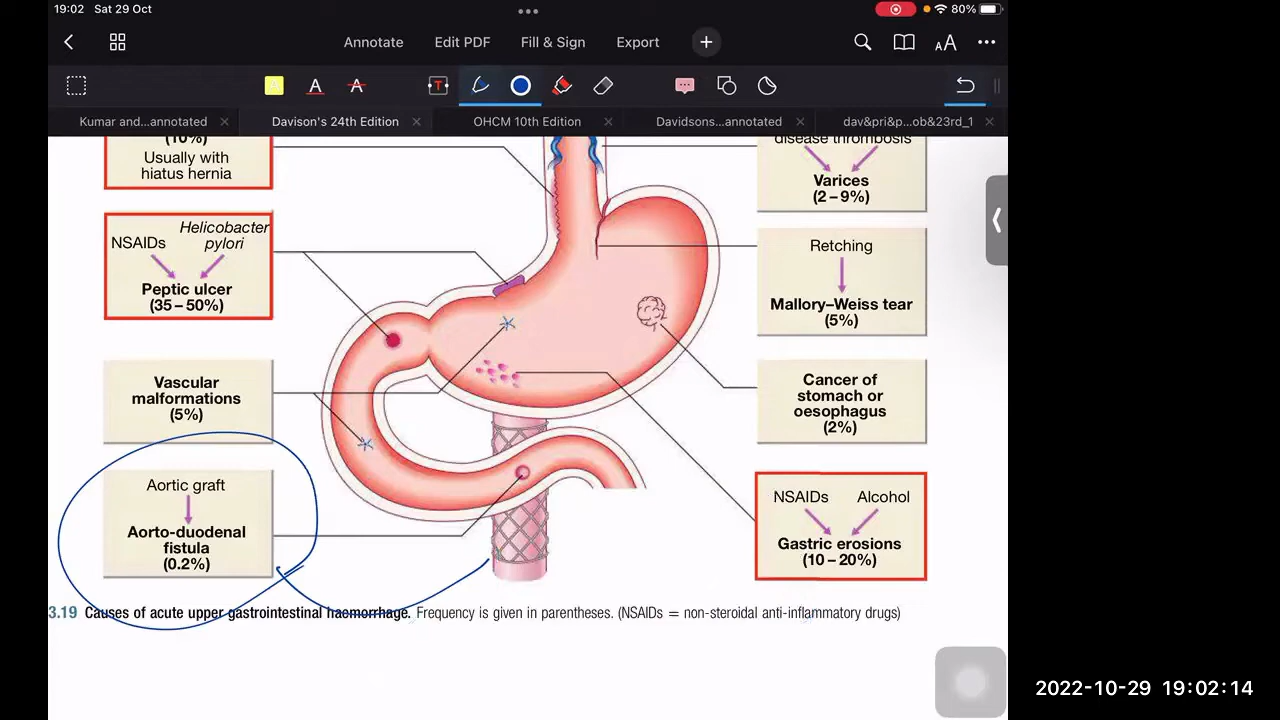 19:02 Sat 29 Oct
80%
Annotate Edit PDF Fill & Sign Export
AA
A A A T
Kumar and...annotated Davison's 24th Edition OHCM 10th Edition Davidsons...annotated dav&pri&p...ob&23rd_1
(10%)
Usually with
hiatus hernia
disease thrombosis
Varices
(2–9%)
Helicobacter
NSAIDs pylori
Peptic ulcer
(35–50%)
Retching
Mallory–Weiss tear
(5%)
Vascular
malformations
(5%)
Cancer of
stomach or
oesophagus
(2%)
Aortic graft
Aorto-duodenal
fistula
(0.2%)
NSAIDs Alcohol
Gastric erosions
(10–20%)
3.19 Causes of acute upper gastrointestinal haemorrhage. Frequency is given in parentheses. (NSAIDs = non-steroidal anti-inflammatory drugs)
2022-10-29 19:02:14